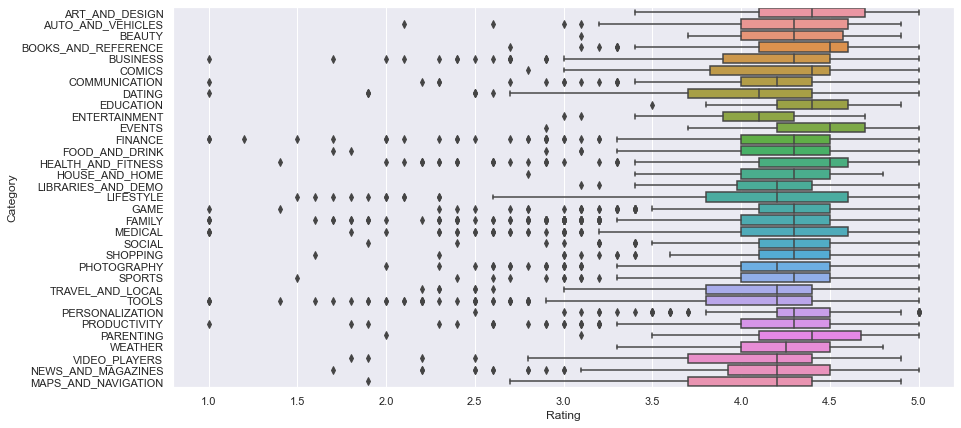 ART_AND_DESIGN
AUTO_AND_VEHICLES
BEAUTY
BOOKS_AND_REFERENCE
BUSINESS
COMICS
COMMUNICATION
DATING
EDUCATION
ENTERTAINMENT
EVENTS
FINANCE
FOOD_AND_DRINK
HEALTH_AND_FITNESS
HOUSE_AND_HOME
LIBRARIES_AND_DEMO
LIFESTYLE
GAME
FAMILY
MEDICAL
SOCIAL
SHOPPING
PHOTOGRAPHY
SPORTS
TRAVEL_AND_LOCAL
TOOLS
PERSONALIZATION
PRODUCTIVITY
PARENTING
WEATHER
VIDEO_PLAYERS
NEWS_AND_MAGAZINES
MAPS_AND_NAVIGATION
Category
1.0 1.5 2.0 2.5 3.0 3.5 4.0 4.5 5.0
Rating